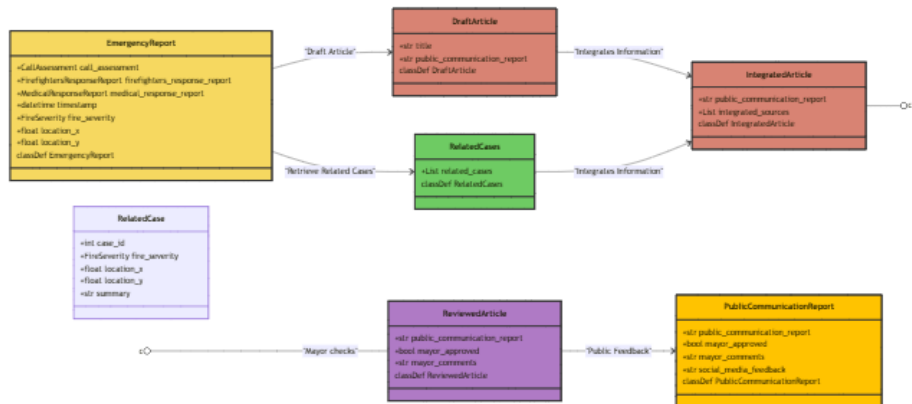 EmergencyReport
+CallAssessment call_assessment
+FirefightersResponseReport firefighters_response_report
+MedicalResponseReport medical_response_report
+datetime timestamp
+FireSeverity fire_severity
+float location_x
+float location_y
classDef EmergencyReport
"Draft Article"
"Retrieve Related Cases"
DraftArticle
+str title
+str public_communication_report
classDef DraftArticle
RelatedCases
+List related_cases
classDef RelatedCases
"Integrates Information"
"Integrates Information"
IntegratedArticle
+str public_communication_report
+List integrated_sources
classDef IntegratedArticle
c
RelatedCase
+int case_id
+FireSeverity fire_severity
+float location_x
+float location_y
+str summary
c
"Mayor checks"
ReviewedArticle
+str public_communication_report
+bool mayor_approved
+str mayor_comments
classDef ReviewedArticle
"Public Feedback"
PublicCommunicationReport
+str public_communication_report
+bool mayor_approved
+str mayor_comments
+str social_media_feedback
classDef PublicCommunicationReport